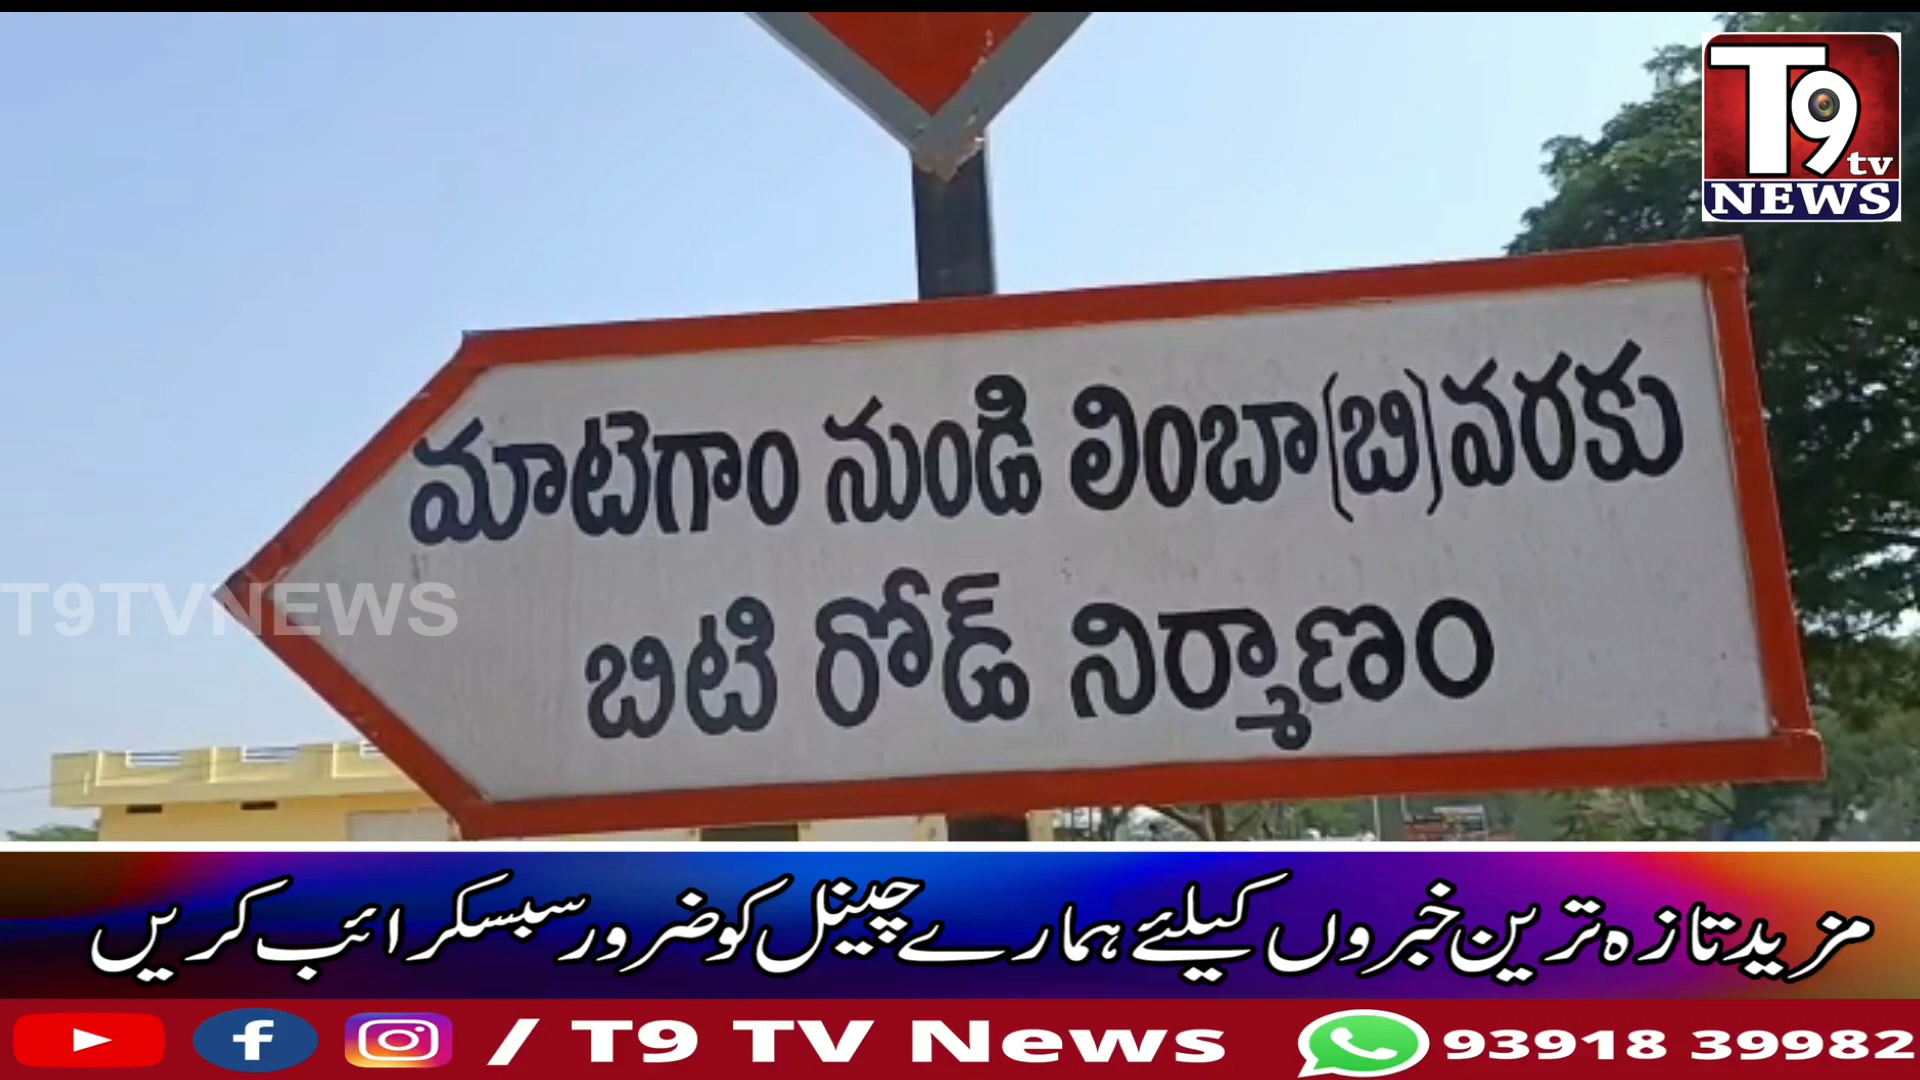 T9
tv
NEWS
మాటెగాం నుండి లింబా(బి)వరకు
బిటి రోడ్ నిర్మాణం
T9TVNEWS
مزید تازہ ترین خبروں کیلئے ہمارے چینل کو ضرور سبسکرائب کریں
/ T9 TV News
93918 39982